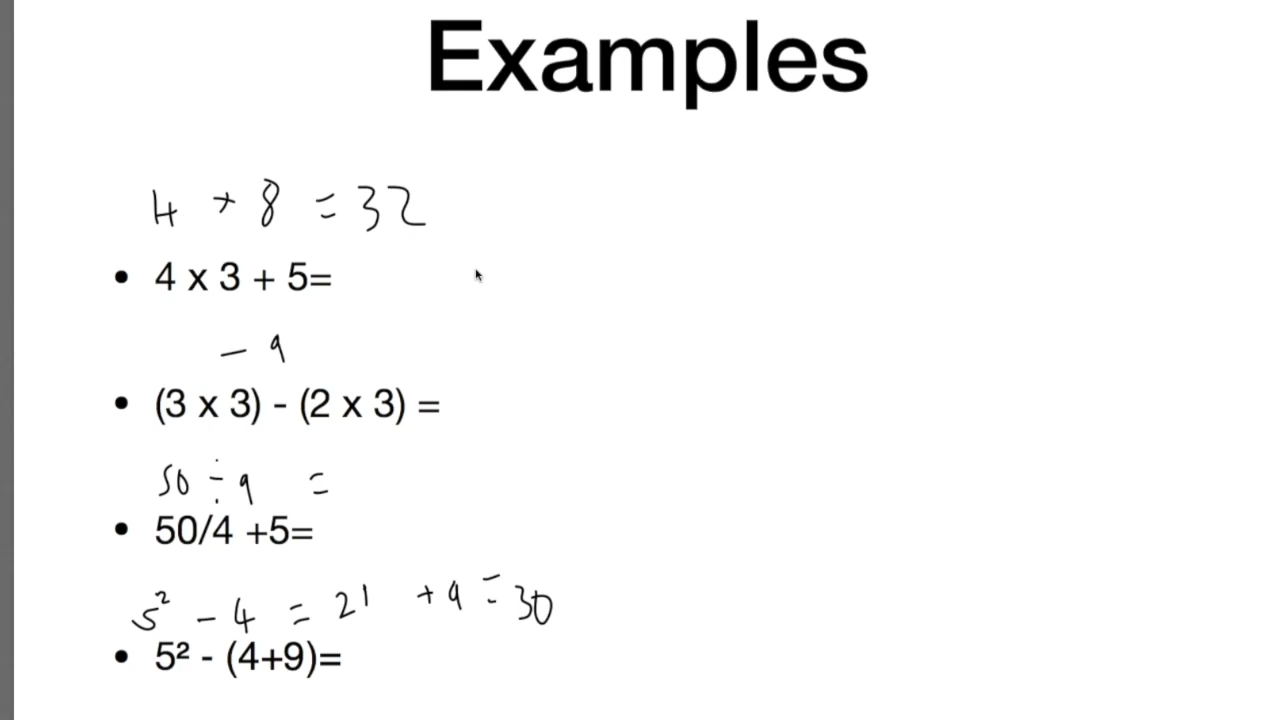 Examples
4 × 8 = 32
• 4 x 3 + 5=
– 9
• (3 x 3) - (2 x 3) =
50 ÷ 9 =
• 50/4 +5=
5² – 4 = 21 + 9 = 30
• 5² - (4+9)=